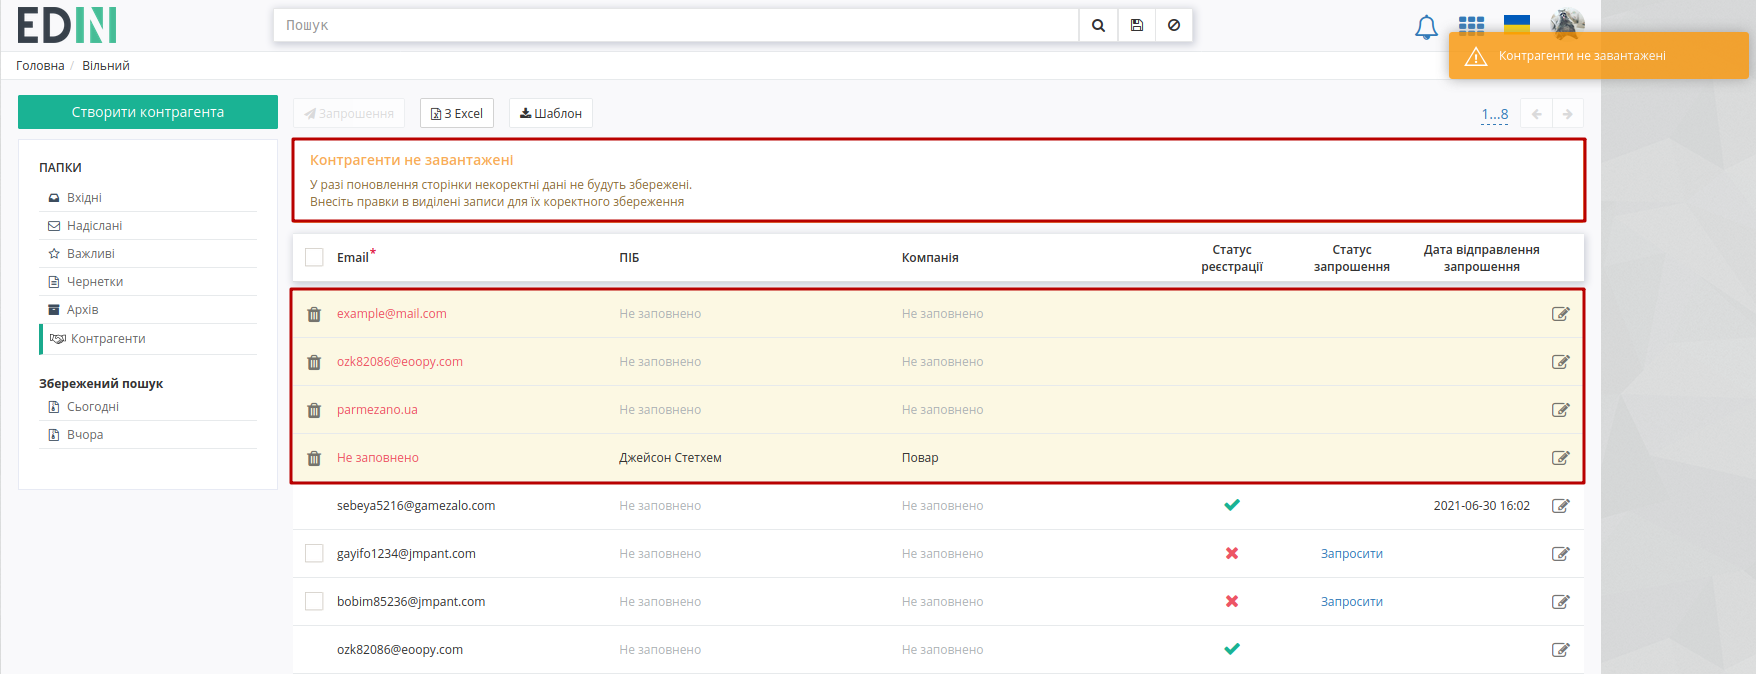 EDIN
Пошук
Головна / Вільний
Контрагенти не завантажені
Створити контрагента
Запрошення
З Excel
Шаблон
1...8
ПАПКИ
Вхідні
Надіслані
Важливі
Чернетки
Архів
Контрагенти
Збережений пошук
Сьогодні
Вчора
Контрагенти не завантажені
У разі поновлення сторінки некоректні дані не будуть збережені.
Внесіть правки в виділені записи для їх коректного збереження
Email* ПІБ Компанія Статус реєстрації Статус запрошення Дата відправлення запрошення
example@mail.com Не заповнено Не заповнено
ozk82086@eoopy.com Не заповнено Не заповнено
parmezano.ua Не заповнено Не заповнено
Не заповнено Джейсон Стетхем Повар
sebeya5216@gamezalo.com Не заповнено Не заповнено 2021-06-30 16:02
gayifo1234@jmpant.com Не заповнено Не заповнено Запросити
bobim85236@jmpant.com Не заповнено Не заповнено Запросити
ozk82086@eoopy.com Не заповнено Не заповнено